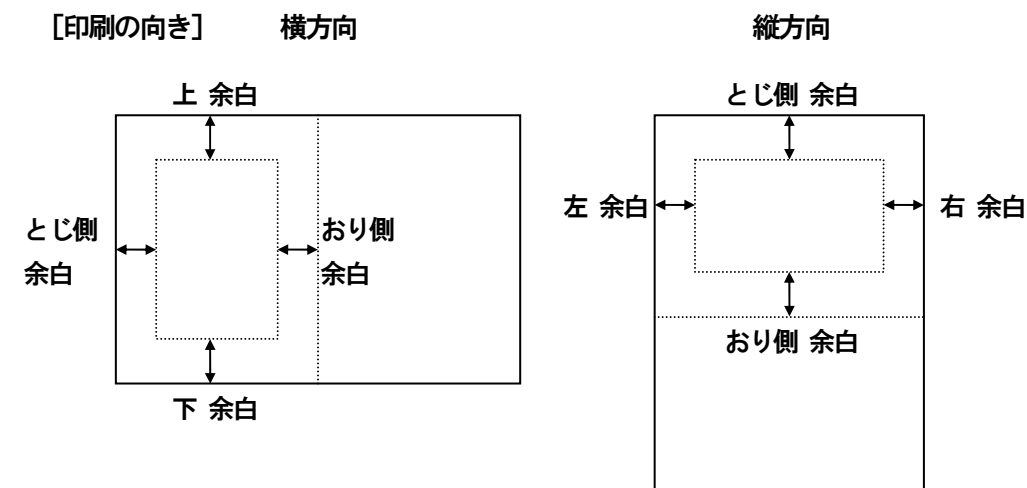 ［印刷の向き］ 横方向 縦方向
上 余白
とじ側
余白
おり側
余白
下 余白
とじ側 余白
左 余白
右 余白
おり側 余白